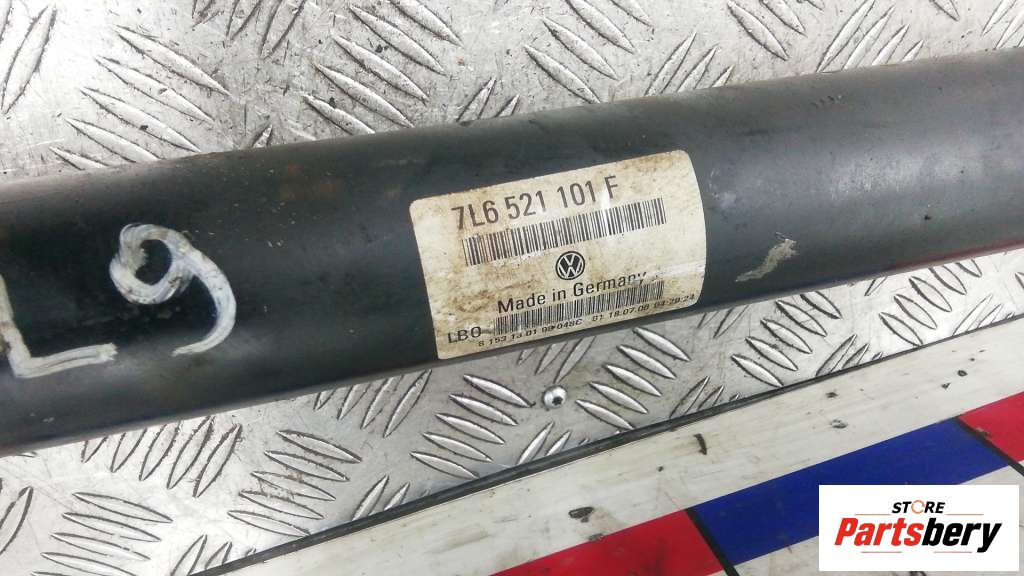 L9
7L6 521 101 F
Made in Germany
LBO
STORE
Partsbery